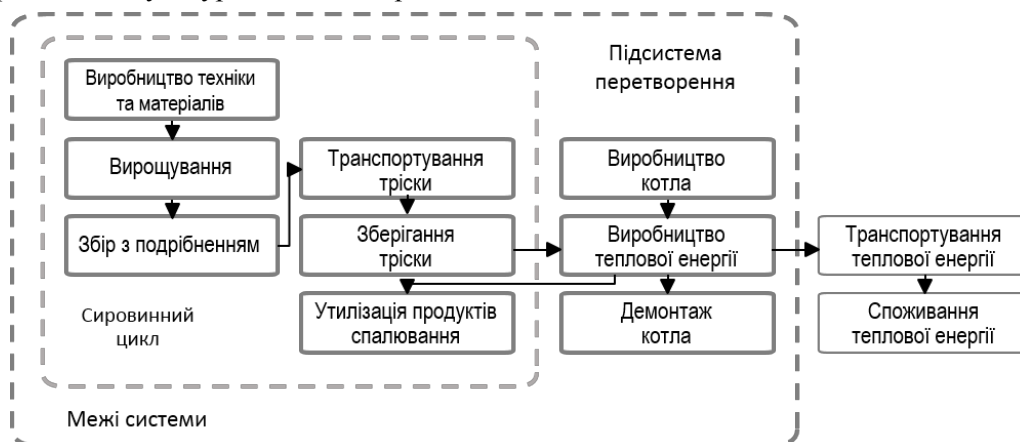 Підсистема
перетворення
Виробництво техніки
та матеріалів
Вирощування
Збір з подрібненням
Транспортування
тріски
Зберігання
тріски
Утилізація продуктів
спалювання
Виробництво
котла
Виробництво
теплової енергії
Демонтаж
котла
Транспортування
теплової енергії
Споживання
теплової енергії
Сировинний
цикл
Межі системи